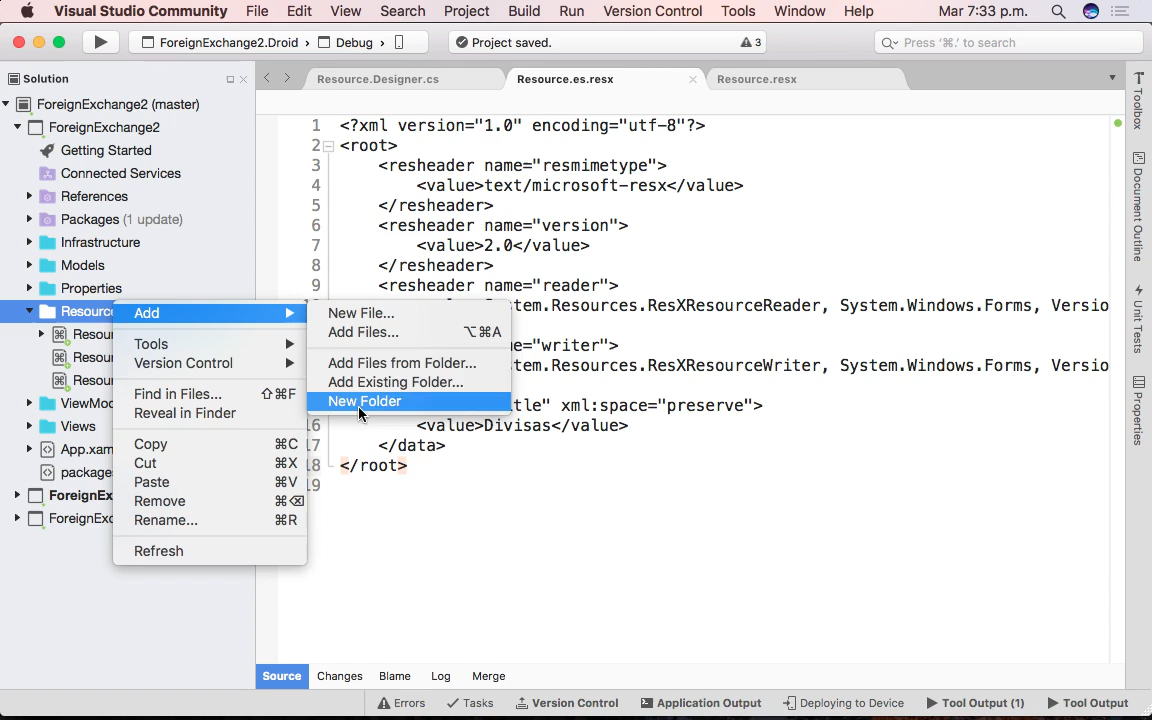 Visual Studio Community File Edit View Search Project Build Run Version Control Tools Window Help Mar 7:33 p.m.
ForeignExchange2.Droid › Debug › Project saved. 3 Press '⌘.' to search
Solution
Resource.Designer.cs Resource.es.resx Resource.resx
ForeignExchange2 (master)
ForeignExchange2
Getting Started
Connected Services
References
Packages (1 update)
Infrastructure
Models
Properties
Resourc
Resour
Resour
Resour
ViewMod
Views
App.xam
package
ForeignEx
ForeignExc
1 <?xml version="1.0" encoding="utf-8"?>
2 <root>
3 <resheader name="resmimetype">
4 <value>text/microsoft-resx</value>
5 </resheader>
6 <resheader name="version">
7 <value>2.0</value>
8 </resheader>
9 <resheader name="reader">
tem.Resources.ResXResourceReader, System.Windows.Forms, Versio
e="writer">
tem.Resources.ResXResourceWriter, System.Windows.Forms, Versio
tle" xml:space="preserve">
16 <value>Divisas</value>
17 </data>
18 </root>
19
Add
Tools
Version Control
Find in Files... ⇧⌘F
Reveal in Finder
Copy ⌘C
Cut ⌘X
Paste ⌘V
Remove ⌘⌫
Rename... ⌘R
Refresh
New File...
Add Files... ⌥⌘A
Add Files from Folder...
Add Existing Folder...
New Folder
Toolbox
Document Outline
Unit Tests
Properties
Source Changes Blame Log Merge
Errors Tasks Version Control Application Output Deploying to Device Tool Output (1) Tool Output